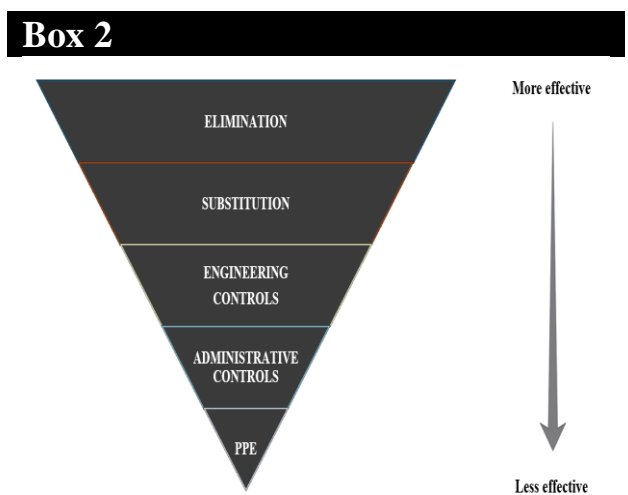 Box 2
More effective
ELIMINATION
SUBSTITUTION
ENGINEERING
CONTROLS
ADMINISTRATIVE
CONTROLS
PPE
Less effective